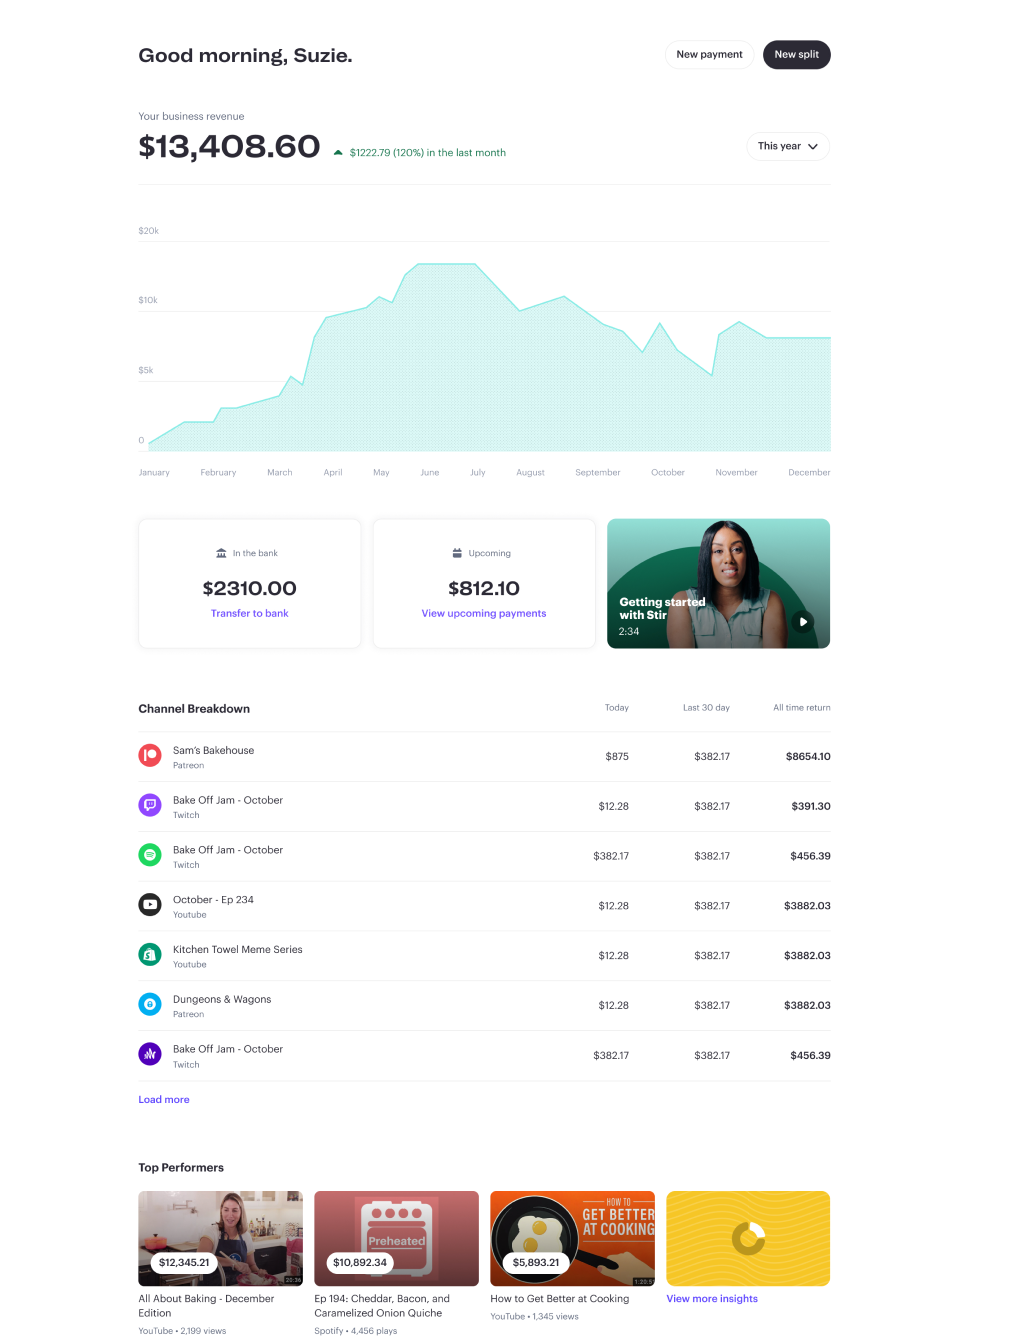 Good morning, Suzie.
New payment
New split
Your business revenue
$13,408.60
$1222.79 (120%) in the last month
This year
$20k
$10k
$5k
0
January February March April May June July August September October November December
In the bank
$2310.00
Transfer to bank
Upcoming
$812.10
View upcoming payments
Getting started
with Stir
2:34
Channel Breakdown Today Last 30 day All time return
Sam's Bakehouse
Patreon
$875 $382.17 $8654.10
Bake Off Jam - October
Twitch
$12.28 $382.17 $391.30
Bake Off Jam - October
Twitch
$382.17 $382.17 $456.39
October - Ep 234
Youtube
$12.28 $382.17 $3882.03
Kitchen Towel Meme Series
Youtube
$12.28 $382.17 $3882.03
Dungeons & Wagons
Patreon
$12.28 $382.17 $3882.03
Bake Off Jam - October
Twitch
$382.17 $382.17 $456.39
Load more
Top Performers
$12,345.21
20:36
All About Baking - December
Edition
YouTube • 2,199 views
Preheated
$10,892.34
Ep 194: Cheddar, Bacon, and
Caramelized Onion Quiche
Spotify • 4,456 plays
HOW TO
GET BETTER
AT COOKING
$5,893.21
How to Get Better at Cooking
YouTube • 1,345 views
View more insights